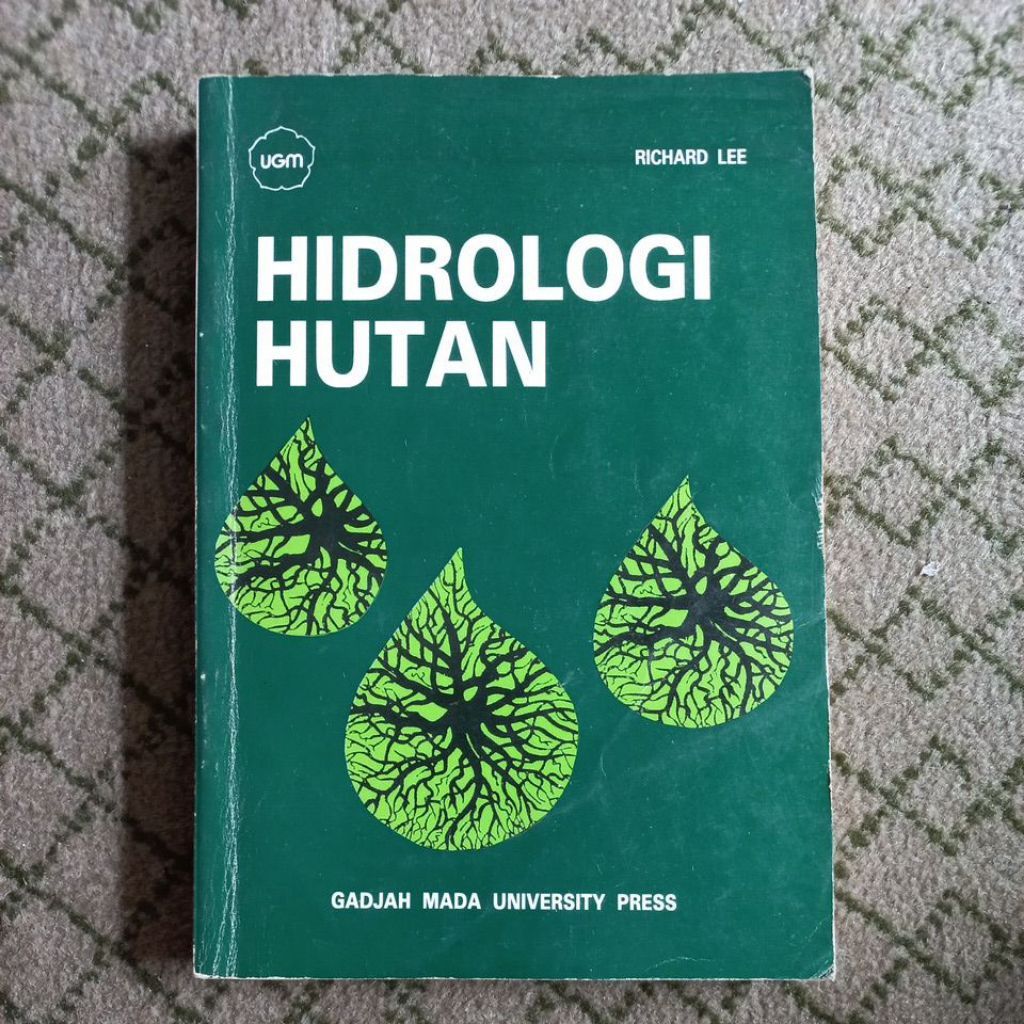 UGM
RICHARD LEE
HIDROLOGI
HUTAN
GADJAH MADA UNIVERSITY PRESS